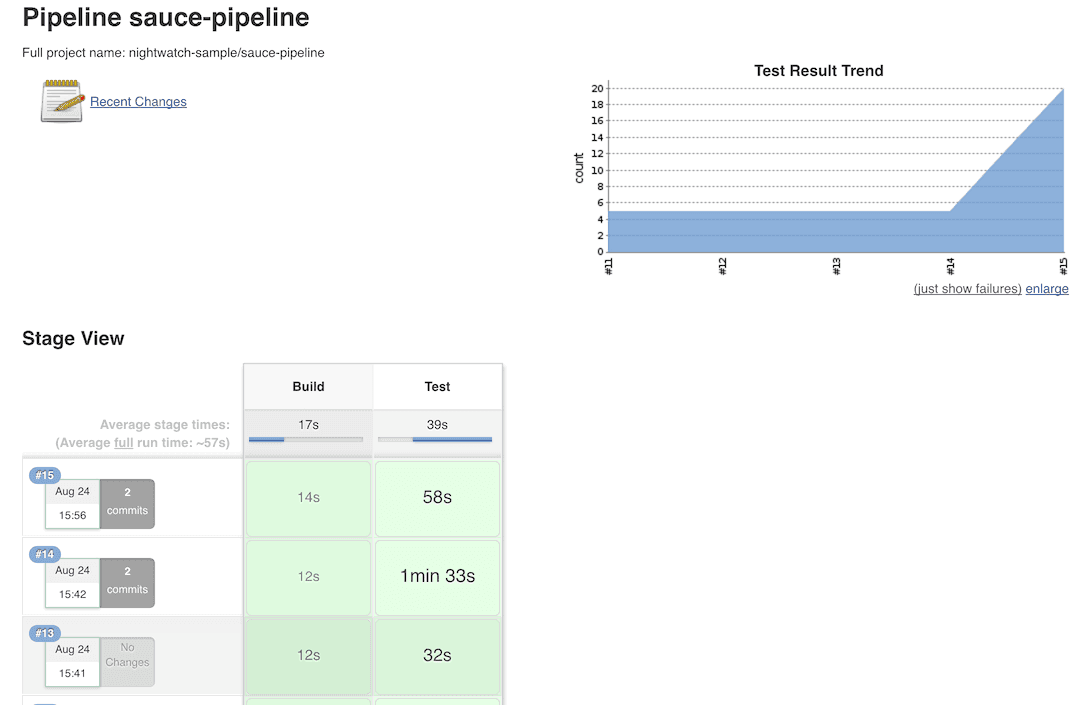 Pipeline sauce-pipeline
Full project name: nightwatch-sample/sauce-pipeline
Recent Changes
Test Result Trend
count
20
18
16
14
12
10
8
6
4
2
0
#11
#12
#13
#14
#15
(just show failures) enlarge
Stage View
Build
Test
Average stage times:
17s
39s
(Average full run time: ~57s)
#15
Aug 24
15:56
2
commits
14s
58s
#14
Aug 24
15:42
2
commits
12s
1min 33s
#13
Aug 24
15:41
No
Changes
12s
32s